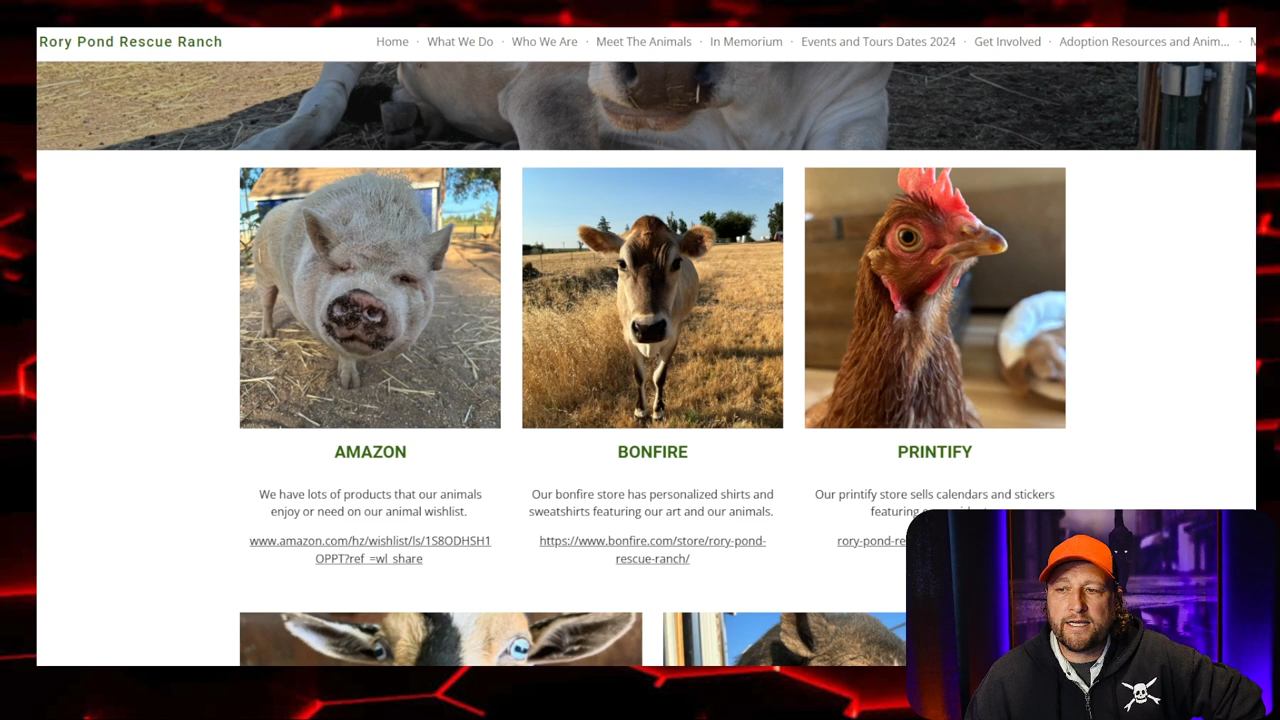 Rory Pond Rescue Ranch
Home · What We Do · Who We Are · Meet The Animals · In Memorium · Events and Tours Dates 2024 · Get Involved · Adoption Resources and Anim... ·
AMAZON
We have lots of products that our animals
enjoy or need on our animal wishlist.
www.amazon.com/hz/wishlist/ls/1S8ODHSH1
OPPT?ref_=wl_share
BONFIRE
Our bonfire store has personalized shirts and
sweatshirts featuring our art and our animals.
https://www.bonfire.com/store/rory-pond-
rescue-ranch/
PRINTIFY
Our printify store sells calendars and stickers
featuring
rory-pond-re